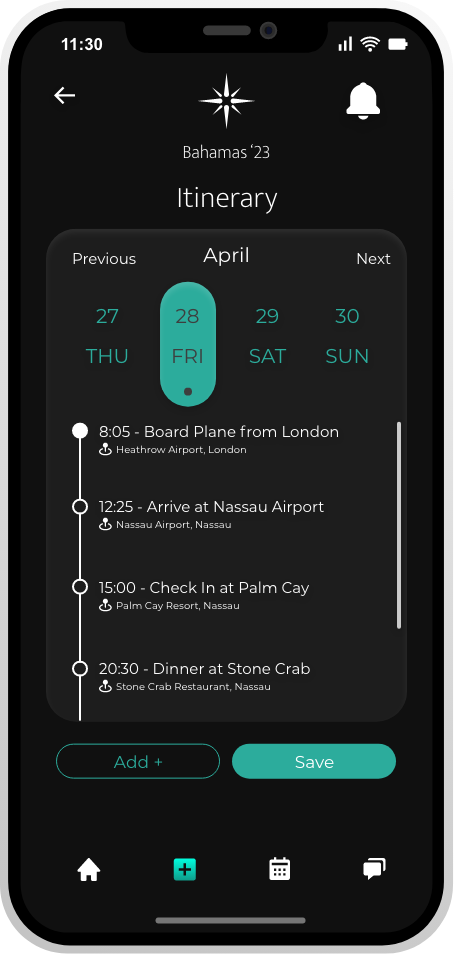 11:30
Bahamas ‘23
Itinerary
Previous April Next
27 28 29 30
THU FRI SAT SUN
8:05 - Board Plane from London
Heathrow Airport, London
12:25 - Arrive at Nassau Airport
Nassau Airport, Nassau
15:00 - Check In at Palm Cay
Palm Cay Resort, Nassau
20:30 - Dinner at Stone Crab
Stone Crab Restaurant, Nassau
Add + Save